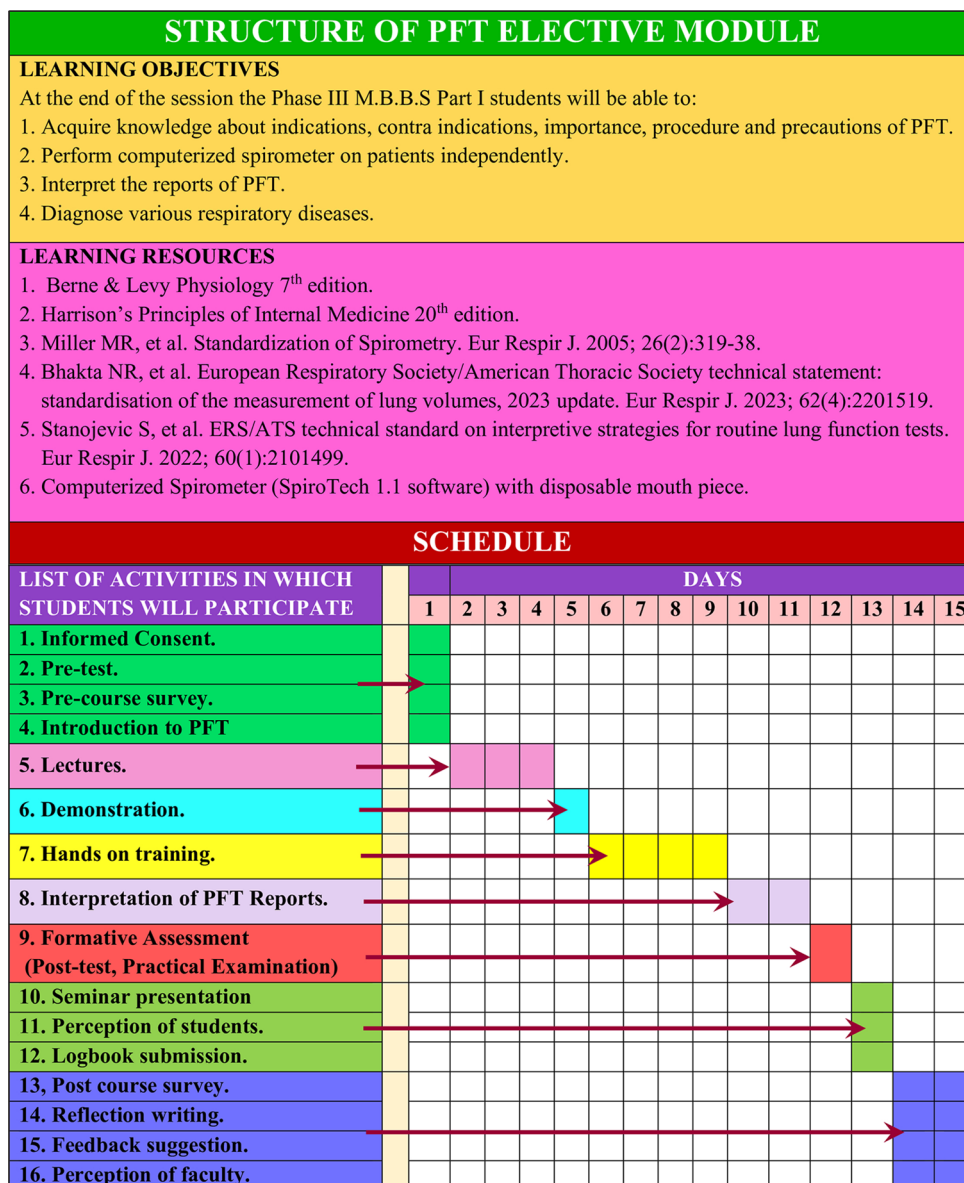 STRUCTURE OF PFT ELECTIVE MODULE
LEARNING OBJECTIVES
At the end of the session the Phase III M.B.B.S Part I students will be able to:
1. Acquire knowledge about indications, contra indications, importance, procedure and precautions of PFT.
2. Perform computerized spirometer on patients independently.
3. Interpret the reports of PFT.
4. Diagnose various respiratory diseases.
LEARNING RESOURCES
1. Berne & Levy Physiology 7th edition.
2. Harrison's Principles of Internal Medicine 20th edition.
3. Miller MR, et al. Standardization of Spirometry. Eur Respir J. 2005; 26(2):319-38.
4. Bhakta NR, et al. European Respiratory Society/American Thoracic Society technical statement:
standardisation of the measurement of lung volumes, 2023 update. Eur Respir J. 2023; 62(4):2201519.
5. Stanojevic S, et al. ERS/ATS technical standard on interpretive strategies for routine lung function tests.
Eur Respir J. 2022; 60(1):2101499.
6. Computerized Spirometer (SpiroTech 1.1 software) with disposable mouth piece.
SCHEDULE
LIST OF ACTIVITIES IN WHICH
STUDENTS WILL PARTICIPATE
DAYS
1 2 3 4 5 6 7 8 9 10 11 12 13 14 15
1. Informed Consent.
2. Pre-test.
3. Pre-course survey.
4. Introduction to PFT
5. Lectures.
6. Demonstration.
7. Hands on training.
8. Interpretation of PFT Reports.
9. Formative Assessment
(Post-test, Practical Examination)
10. Seminar presentation
11. Perception of students.
12. Logbook submission.
13, Post course survey.
14. Reflection writing.
15. Feedback suggestion.
16. Perception of faculty.